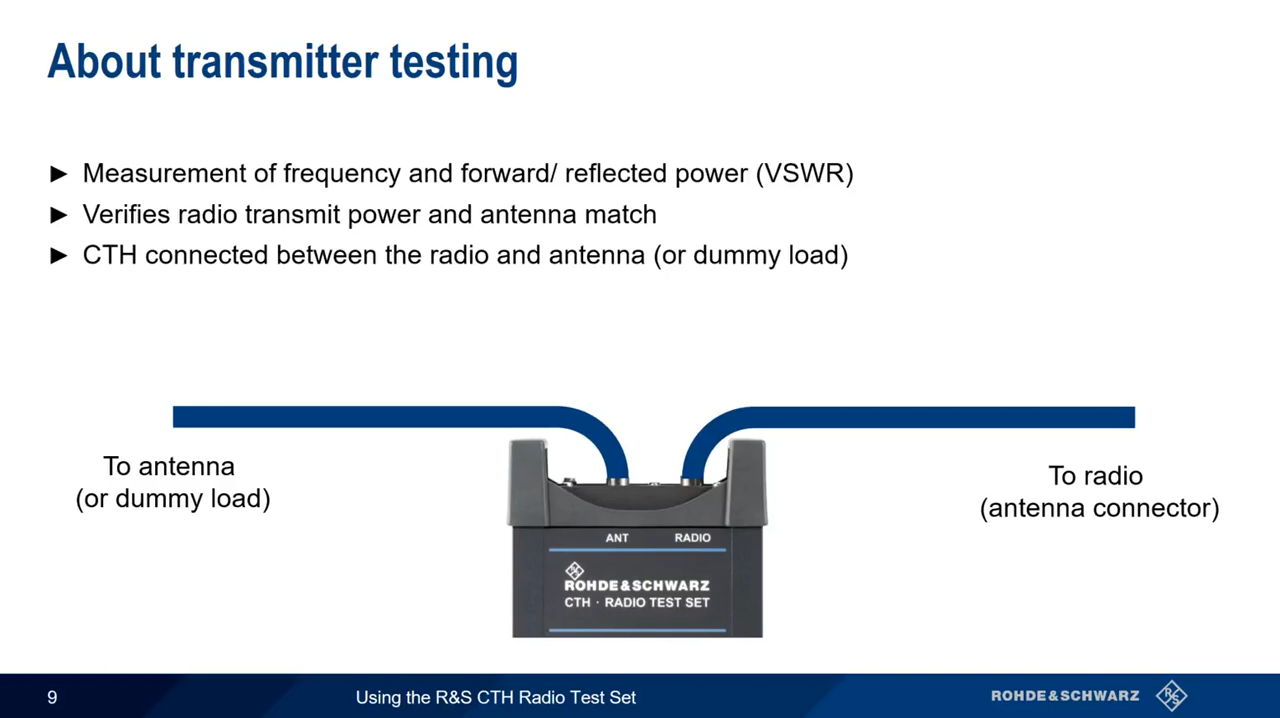 About transmitter testing
► Measurement of frequency and forward/ reflected power (VSWR)
► Verifies radio transmit power and antenna match
► CTH connected between the radio and antenna (or dummy load)
To antenna
(or dummy load)
To radio
(antenna connector)
ANT RADIO
R&S
ROHDE&SCHWARZ
CTH · RADIO TEST SET
9 Using the R&S CTH Radio Test Set ROHDE&SCHWARZ R&S